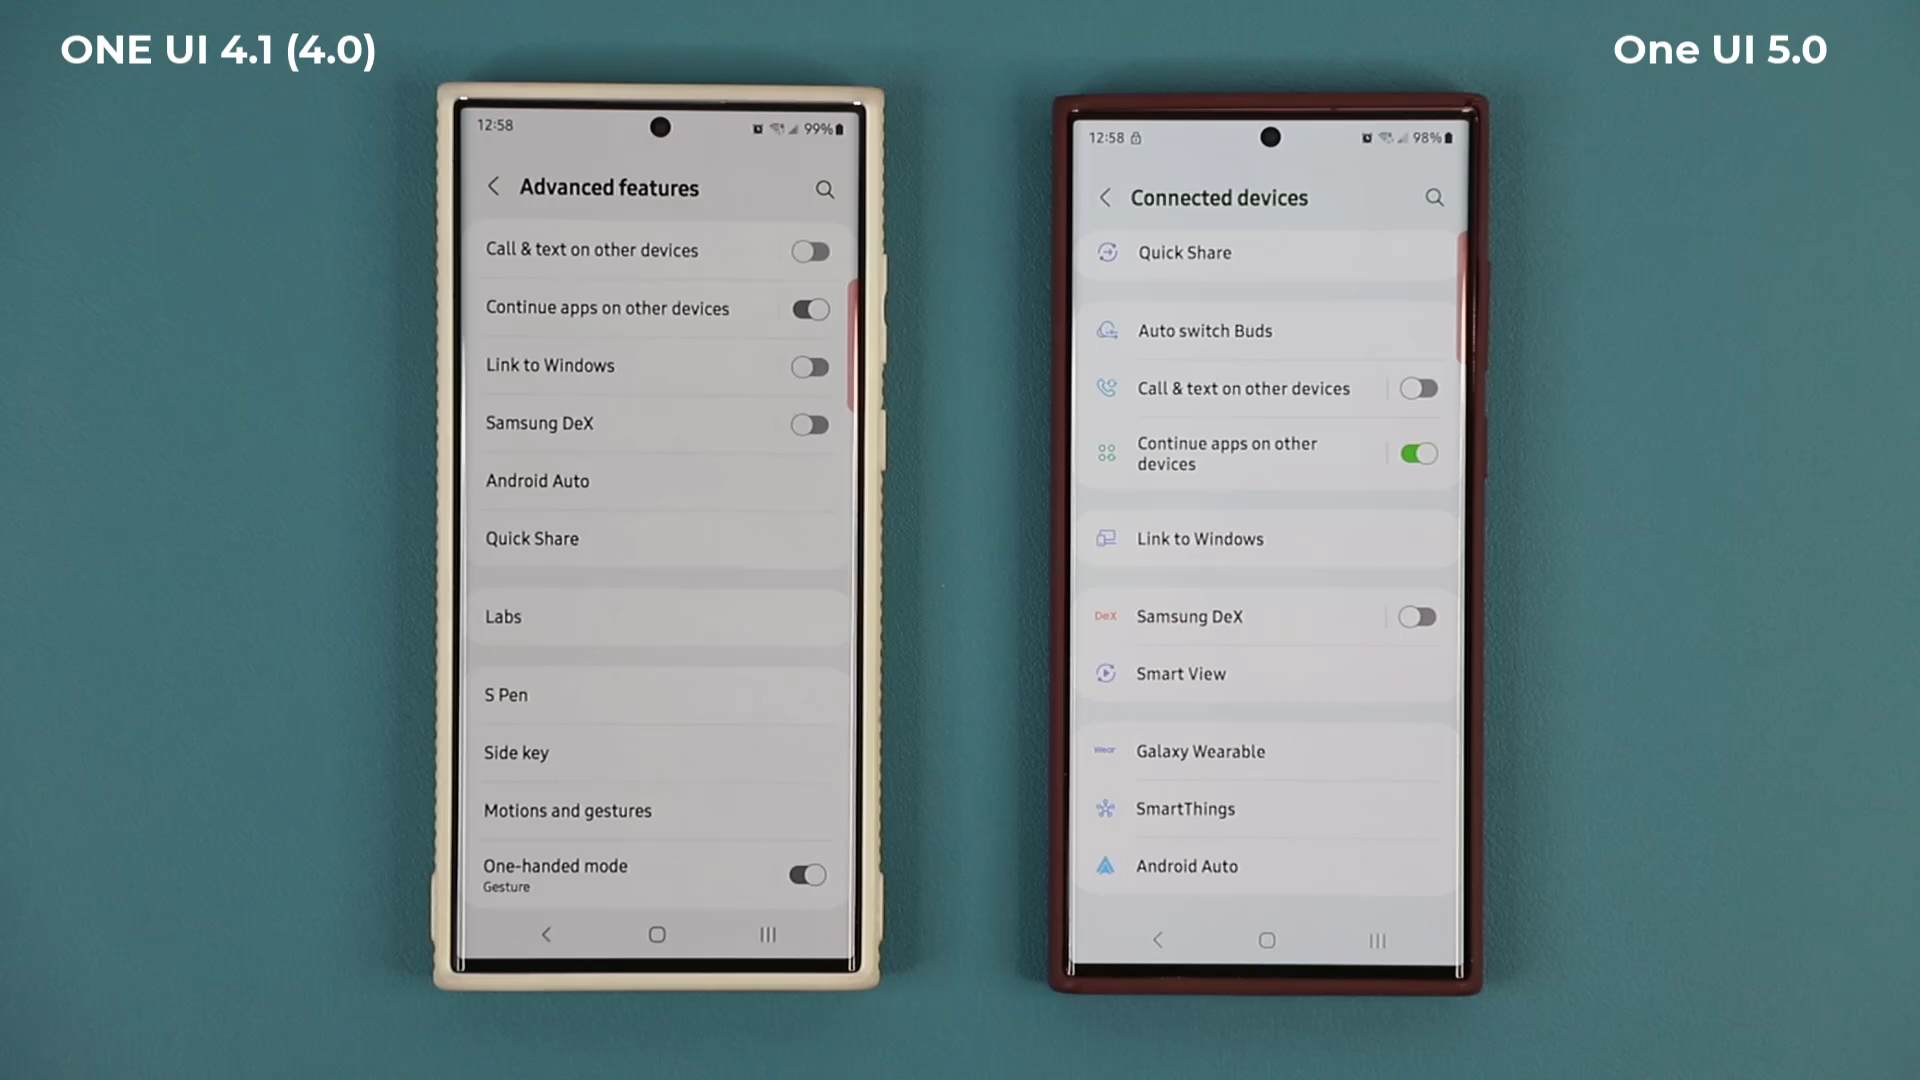 ONE UI 4.1 (4.0)
One UI 5.0
12:58
99%
Advanced features
Call & text on other devices
Continue apps on other devices
Link to Windows
Samsung DeX
Android Auto
Quick Share
Labs
S Pen
Side key
Motions and gestures
One-handed mode
Gesture
12:58
98%
Connected devices
Quick Share
Auto switch Buds
Call & text on other devices
Continue apps on other
devices
Link to Windows
DeX Samsung DeX
Smart View
Wear Galaxy Wearable
SmartThings
Android Auto